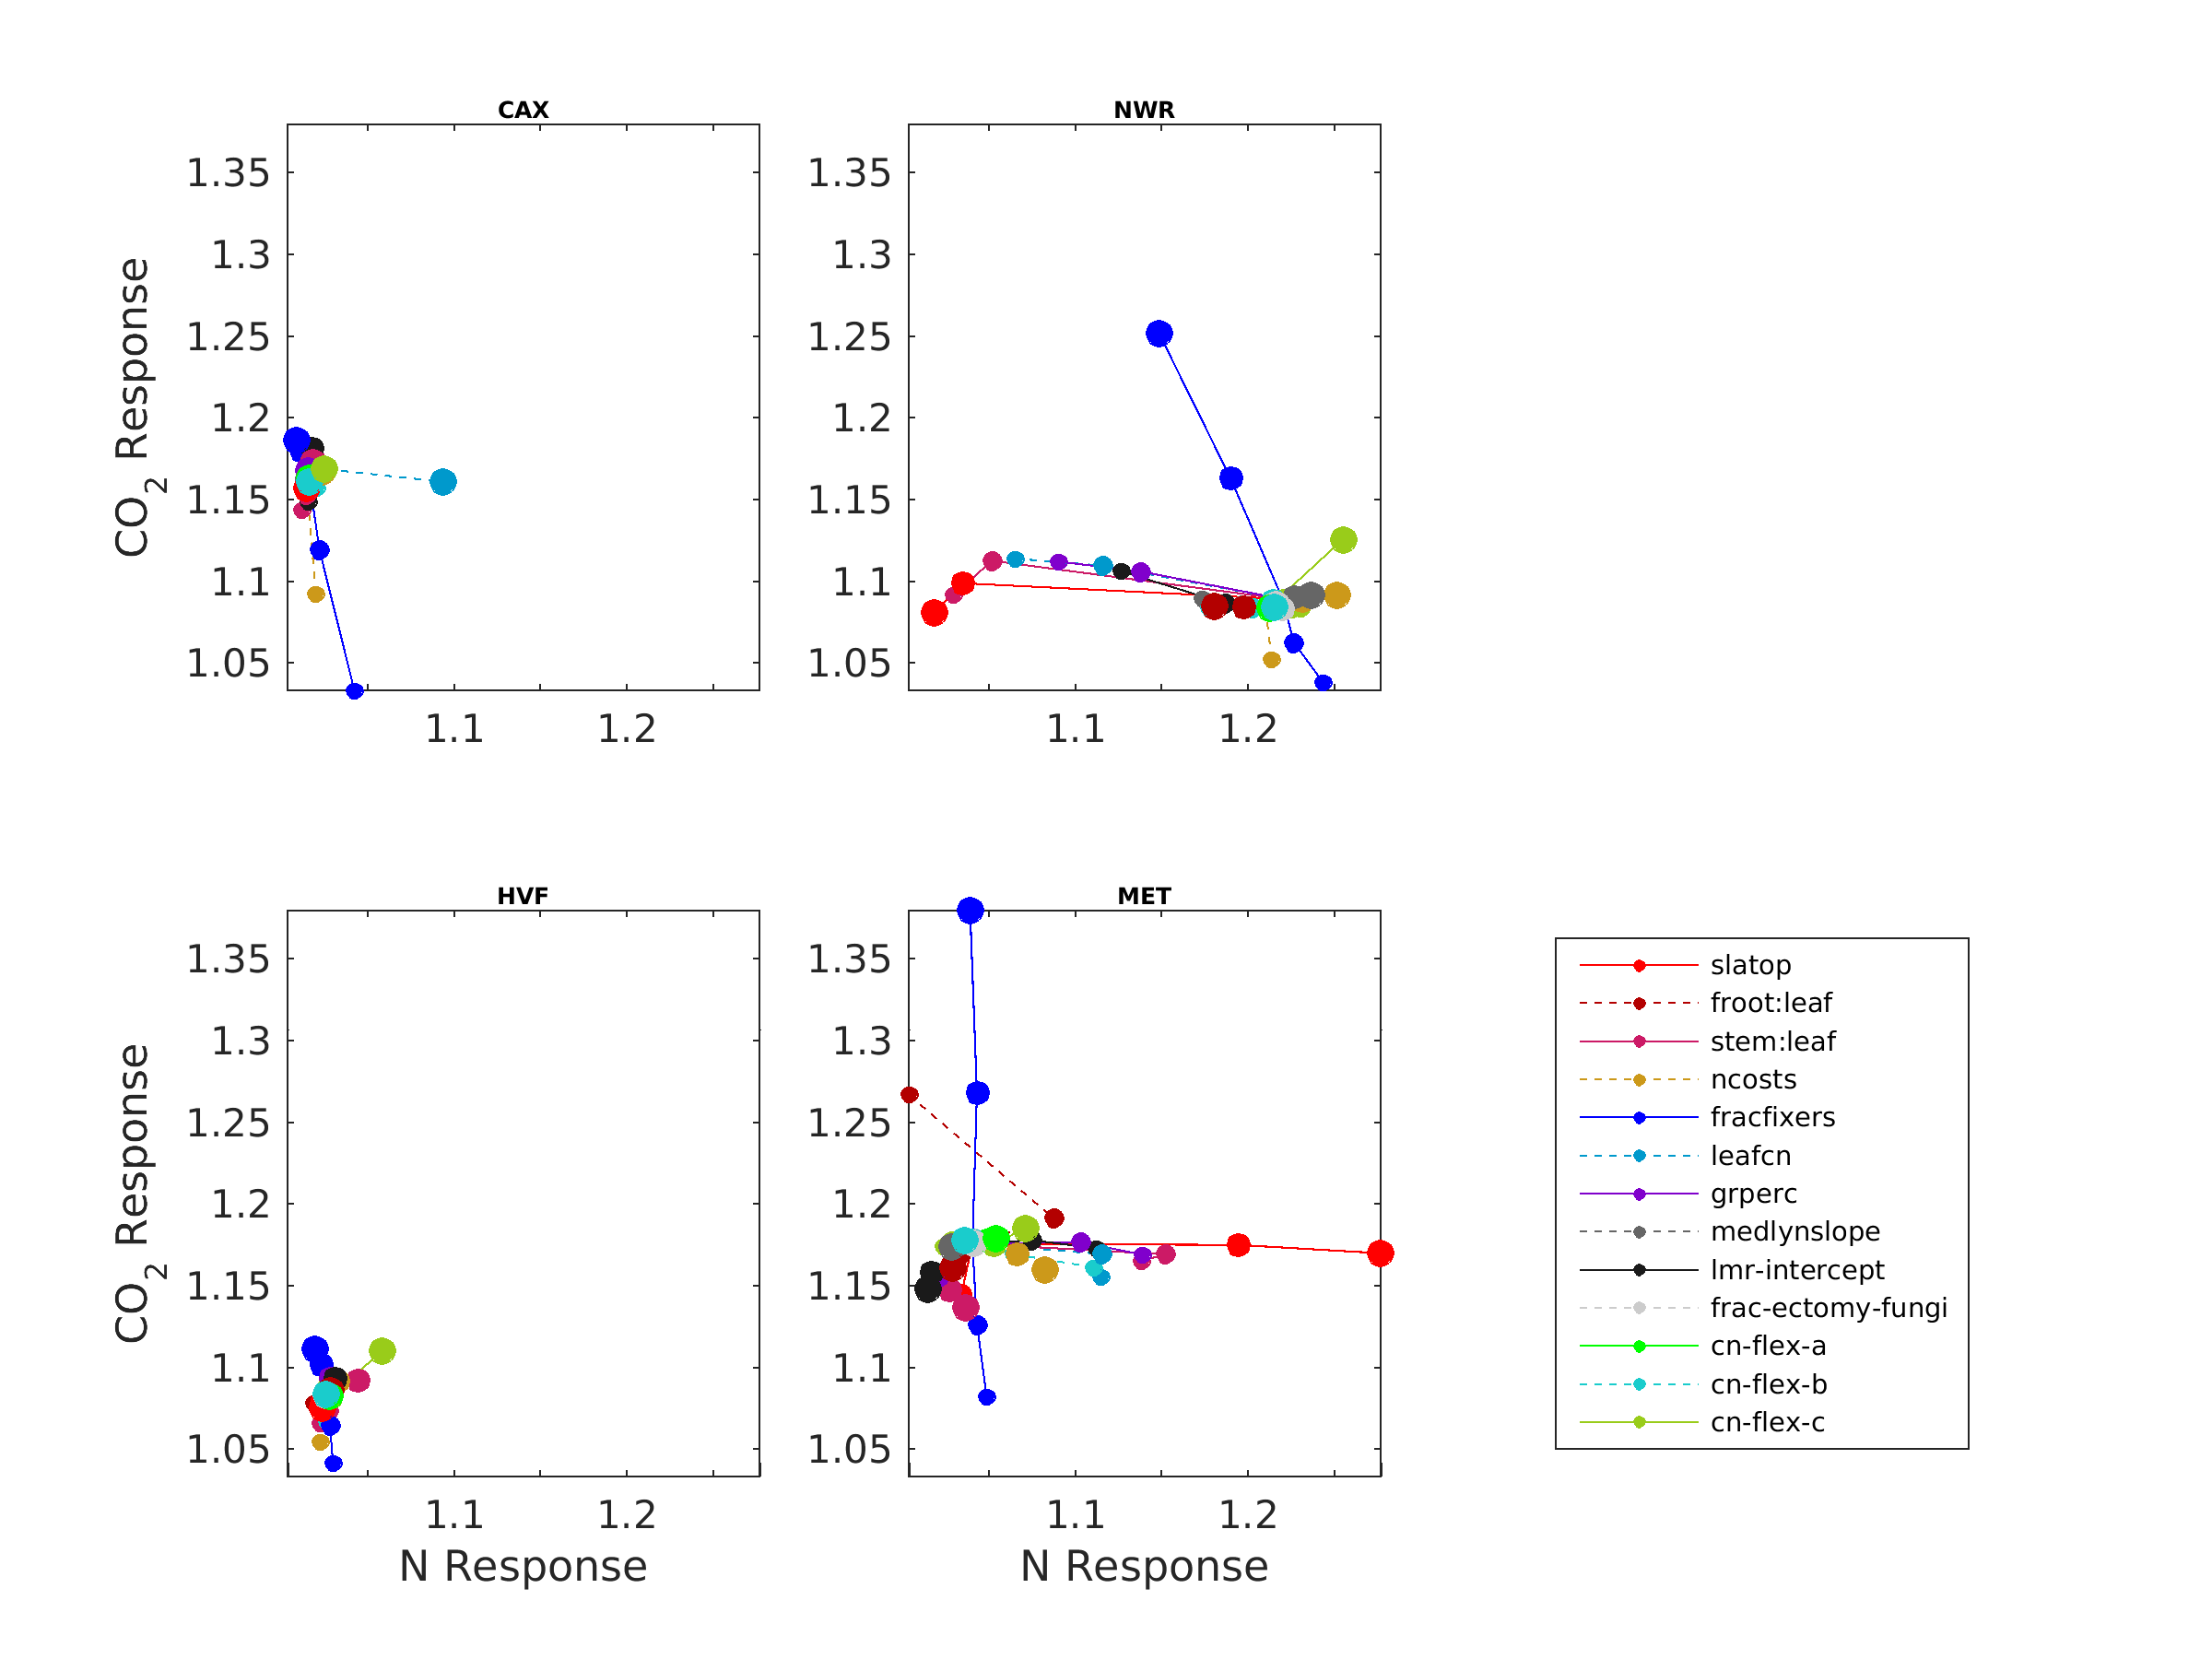 CAX
1.35
1.3
1.25
1.2
1.15
1.1
1.05
CO2 Response
1.1 1.2
NWR
1.35
1.3
1.25
1.2
1.15
1.1
1.05
1.1 1.2
HVF
1.35
1.3
1.25
1.2
1.15
1.1
1.05
CO2 Response
1.1 1.2
N Response
MET
1.35
1.3
1.25
1.2
1.15
1.1
1.05
1.1 1.2
N Response
slatop
froot:leaf
stem:leaf
ncosts
fracfixers
leafcn
grperc
medlynslope
lmr-intercept
frac-ectomy-fungi
cn-flex-a
cn-flex-b
cn-flex-c